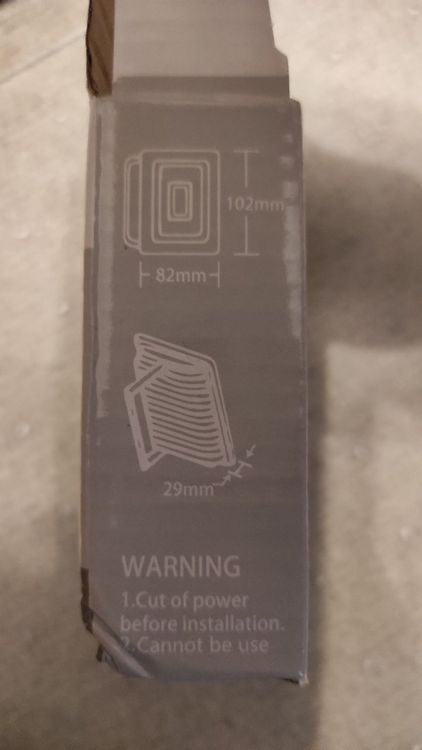 102mm
82mm
29mm
WARNING
1.Cut of power
before installation.
2.Cannot be use